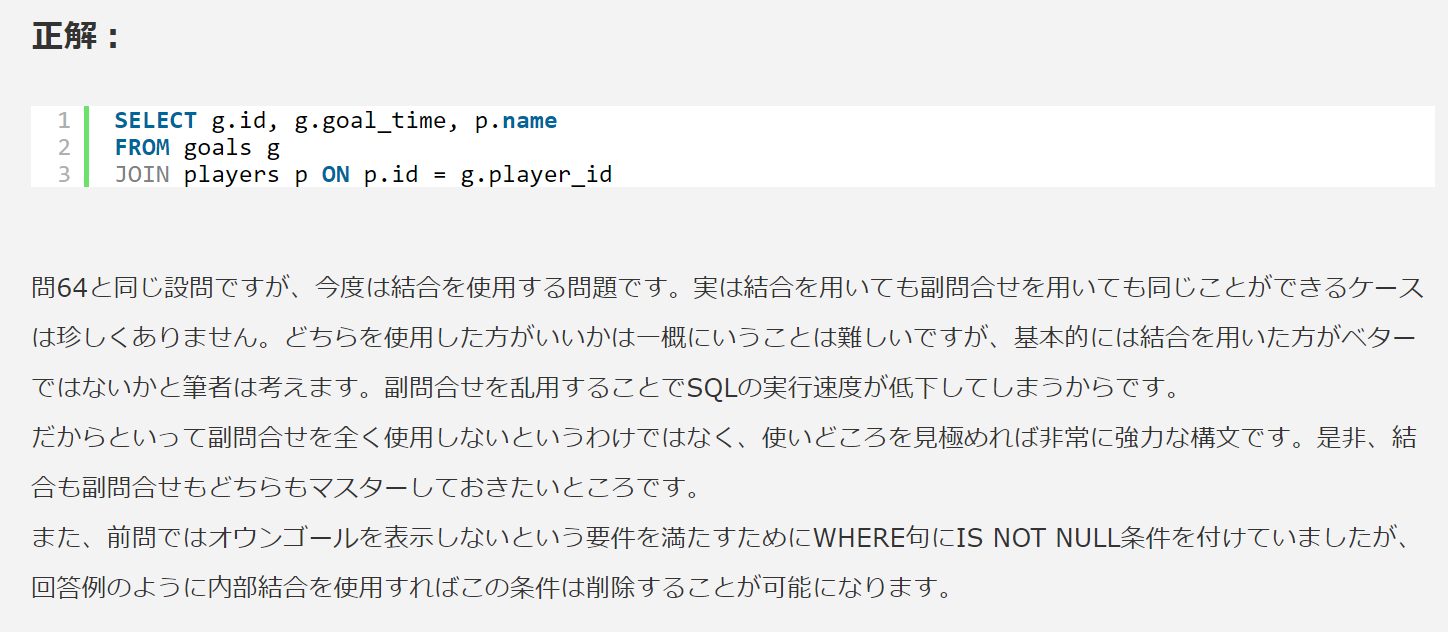 正解：
1 SELECT g.id, g.goal_time, p.name
2 FROM goals g
3 JOIN players p ON p.id = g.player_id
問64と同じ設問ですが、今度は結合を使用する問題です。実は結合を用いても副問合せを用いても同じことができるケース
は珍しくありません。どちらを使用した方がいいかは一概にいうことは難しいですが、基本的には結合を用いた方がベター
ではないかと筆者は考えます。副問合せを乱用することでSQLの実行速度が低下してしまうからです。
だからといって副問合せを全く使用しないというわけではなく、使いどころを見極めれば非常に強力な構文です。是非、結
合も副問合せもどちらもマスターしておきたいところです。
また、前問ではオウンゴールを表示しないという要件を満たすためにWHERE句にIS NOT NULL条件を付けていましたが、
回答例のように内部結合を使用すればこの条件は削除することが可能になります。